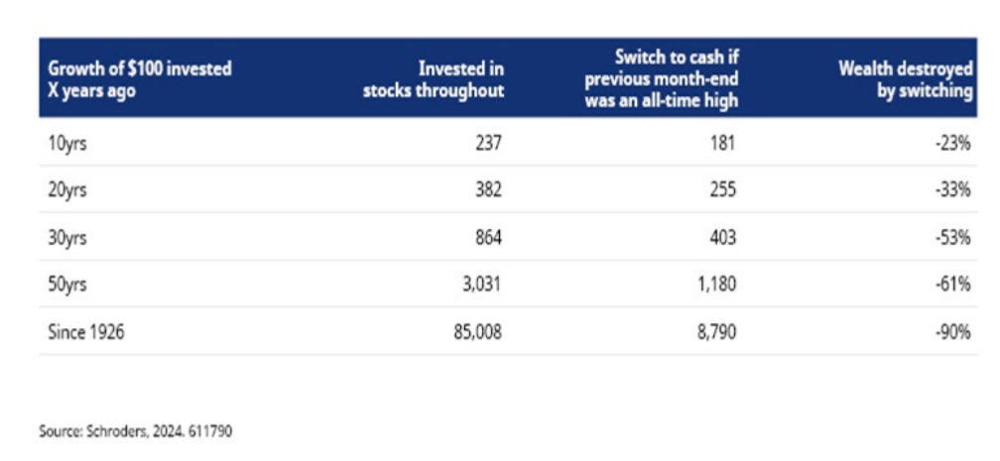 Growth of $100 invested X years ago	Invested in stocks throughout	Switch to cash if previous month-end was an all-time high	Wealth destroyed by switching
10yrs	237	181	-23%
20yrs	382	255	-33%
30yrs	864	403	-53%
50yrs	3,031	1,180	-61%
Since 1926	85,008	8,790	-90%
Source: Schroders, 2024. 611790